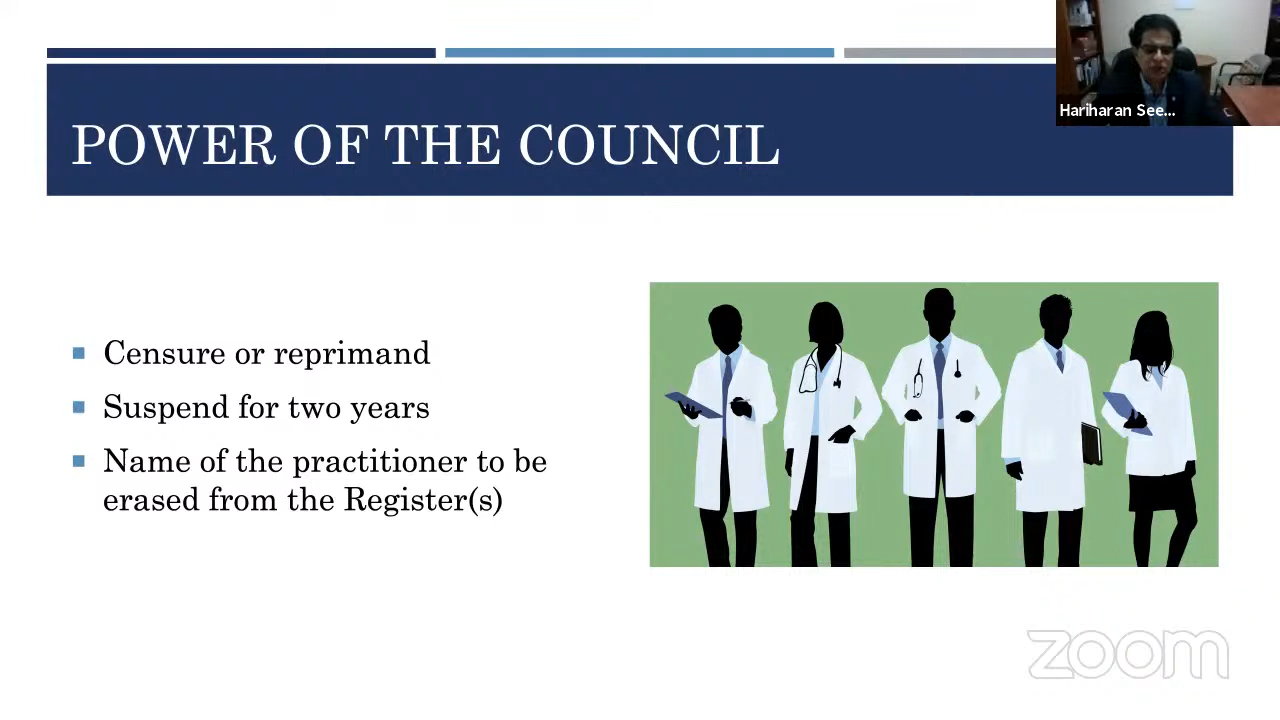 Hariharan See...
POWER OF THE COUNCIL
Censure or reprimand
Suspend for two years
Name of the practitioner to be
erased from the Register(s)
zoom